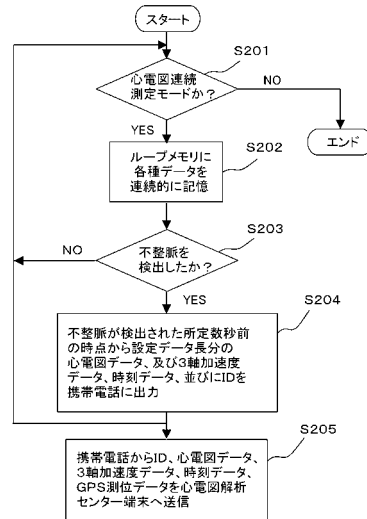 スタート
S201
心電図連続
測定モードか？
NO
YES
エンド
S202
ループメモリに
各種データを
連続的に記憶
S203
不整脈を
検出したか？
NO
YES
S204
不整脈が検出された所定数秒前
の時点から設定データ長分の
心電図データ、及び3軸加速度
データ、時刻データ、並びにIDを
携帯電話に出力
S205
携帯電話からID、心電図データ、
3軸加速度データ、時刻データ、
GPS測位データを心電図解析
センター端末へ送信